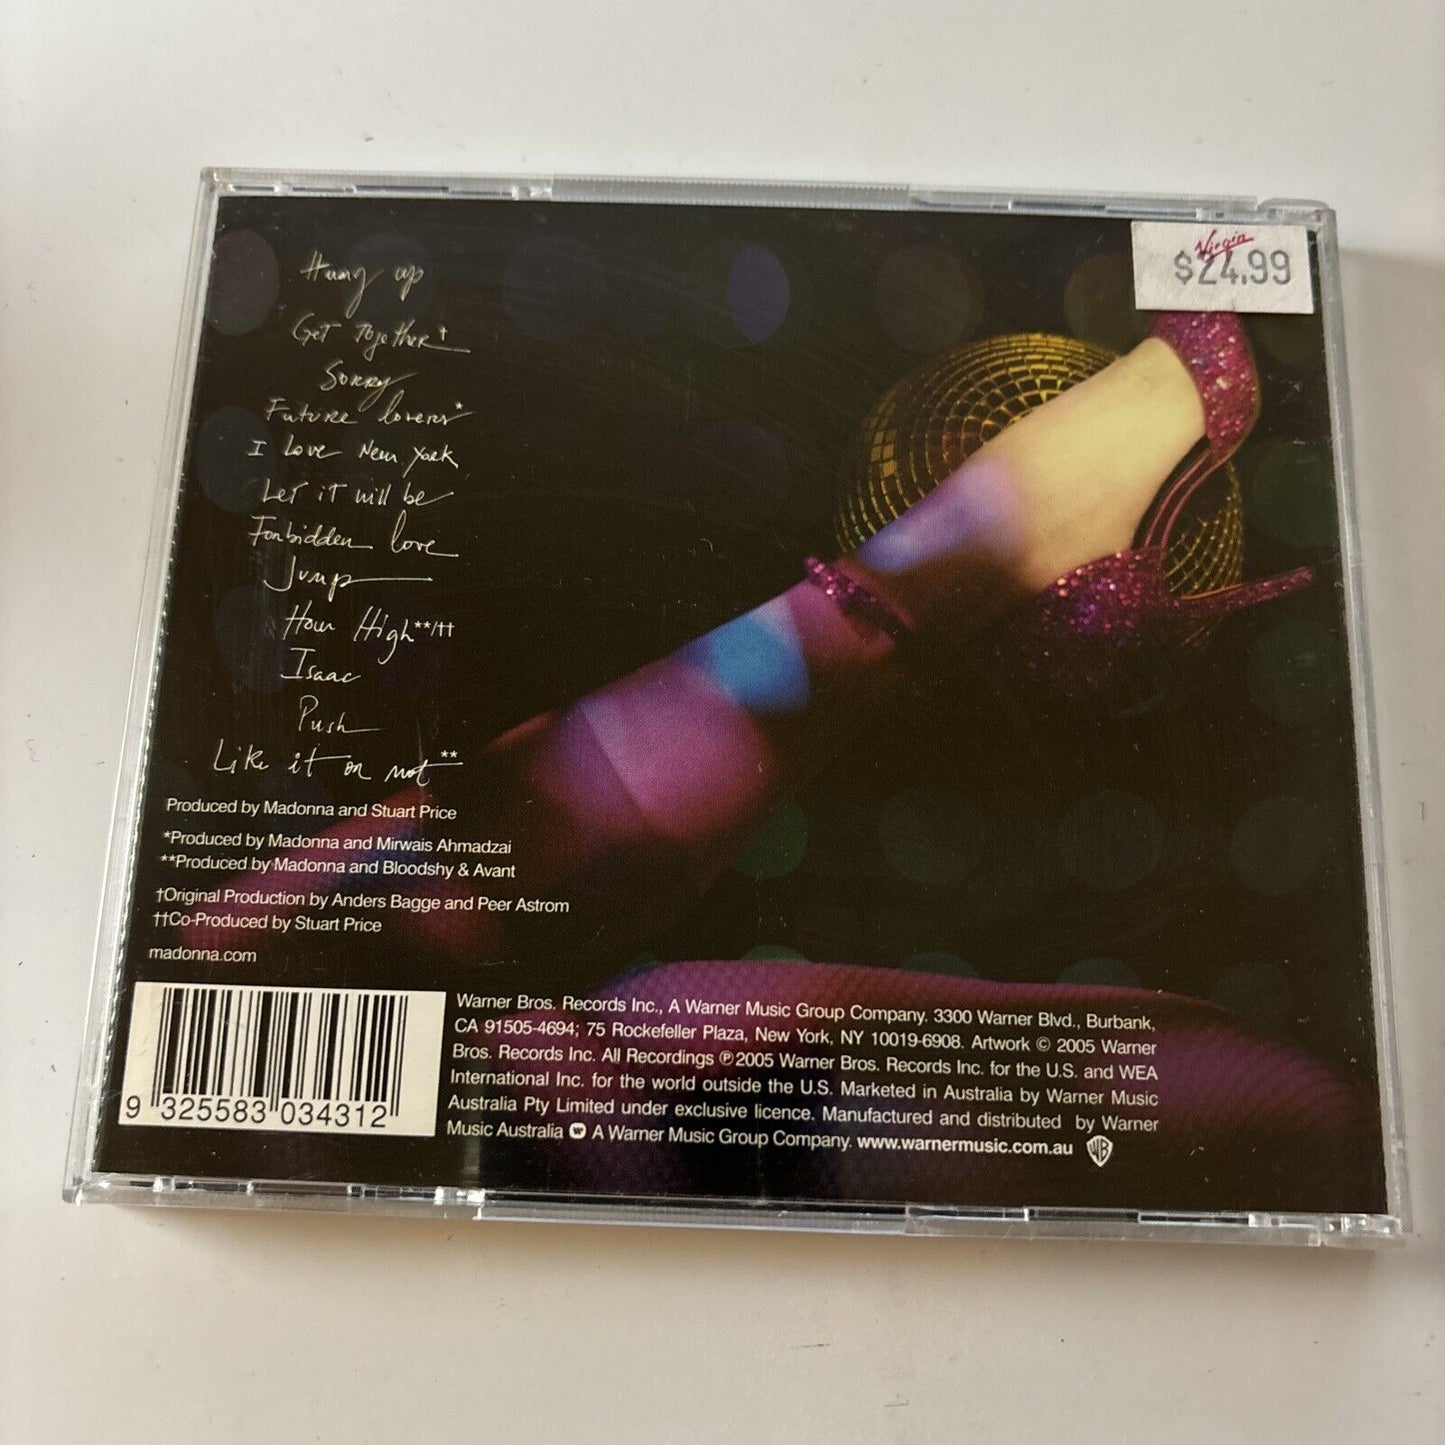 Virgin
$24.99
Hung up
Get Together†
Sorry
Future lovers*
I Love New York
Let it will be
Forbidden love
Jump
How High**/††
Isaac
Push
Like it or not**
Produced by Madonna and Stuart Price
*Produced by Madonna and Mirwais Ahmadzai
**Produced by Madonna and Bloodshy & Avant
†Original Production by Anders Bagge and Peer Astrom
††Co-Produced by Stuart Price
madonna.com
9 325583 034312
Warner Bros. Records Inc., A Warner Music Group Company. 3300 Warner Blvd., Burbank,
CA 91505-4694; 75 Rockefeller Plaza, New York, NY 10019-6908. Artwork © 2005 Warner
Bros. Records Inc. All Recordings ℗ 2005 Warner Bros. Records Inc. for the U.S. and WEA
International Inc. for the world outside the U.S. Marketed in Australia by Warner Music
Australia Pty Limited under exclusive licence. Manufactured and distributed by Warner
Music Australia A Warner Music Group Company. www.warnermusic.com.au WB